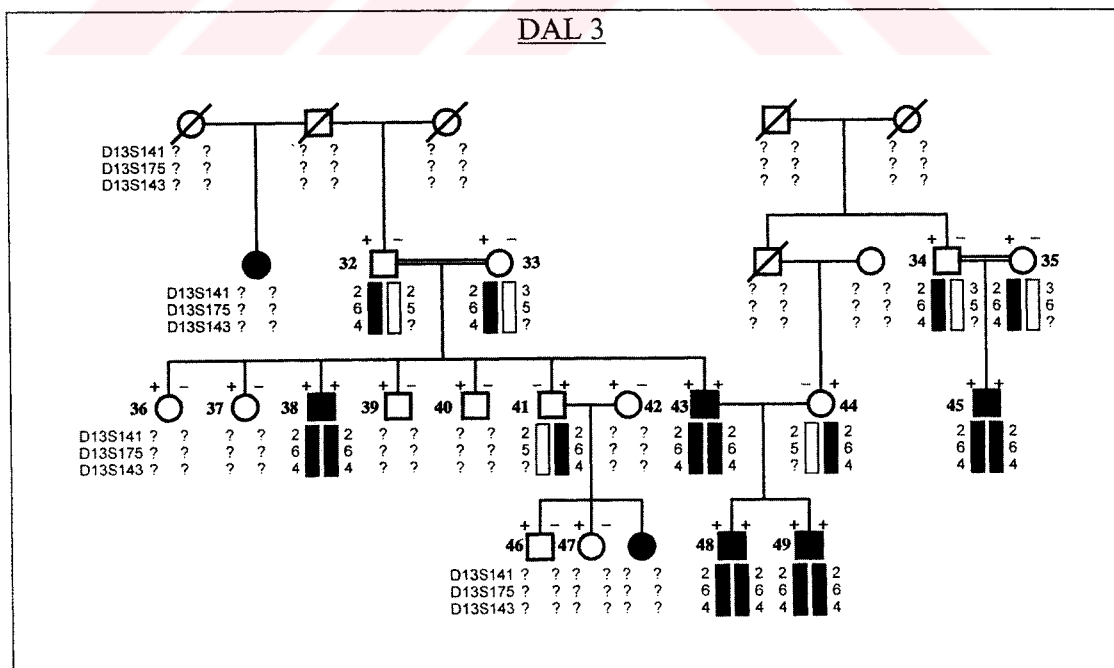 DAL 3
D13S141 ? ? ? ? ? ? ? ? ? ?
D13S175 ? ? ? ? ? ? ? ? ? ?
D13S143 ? ? ? ? ? ? ? ? ? ?
+ − + − + − + −
32 33 34 35
D13S141 ? ? 2 2 2 3 ? ? ? ? 2 3 2 3
D13S175 ? ? 6 5 6 5 ? ? ? ? 6 5 6 6
D13S143 ? ? 4 ? 4 ? ? ? ? ? 4 ? 4 ?
+ − + − + + + − + − − + + − + + − + + +
36 37 38 39 40 41 42 43 44 45
D13S141 ? ? ? ? 2 2 ? ? ? ? 2 2 ? ? 2 2 2 2 2 2
D13S175 ? ? ? ? 6 6 ? ? ? ? 5 6 ? ? 6 6 5 6 6 6
D13S143 ? ? ? ? 4 4 ? ? ? ? ? 4 ? ? 4 4 ? 4 4 4
+ − + − + + + +
46 47 48 49
D13S141 ? ? ? ? ? ? 2 2 2 2
D13S175 ? ? ? ? ? ? 6 6 6 6
D13S143 ? ? ? ? ? ? 4 4 4 4